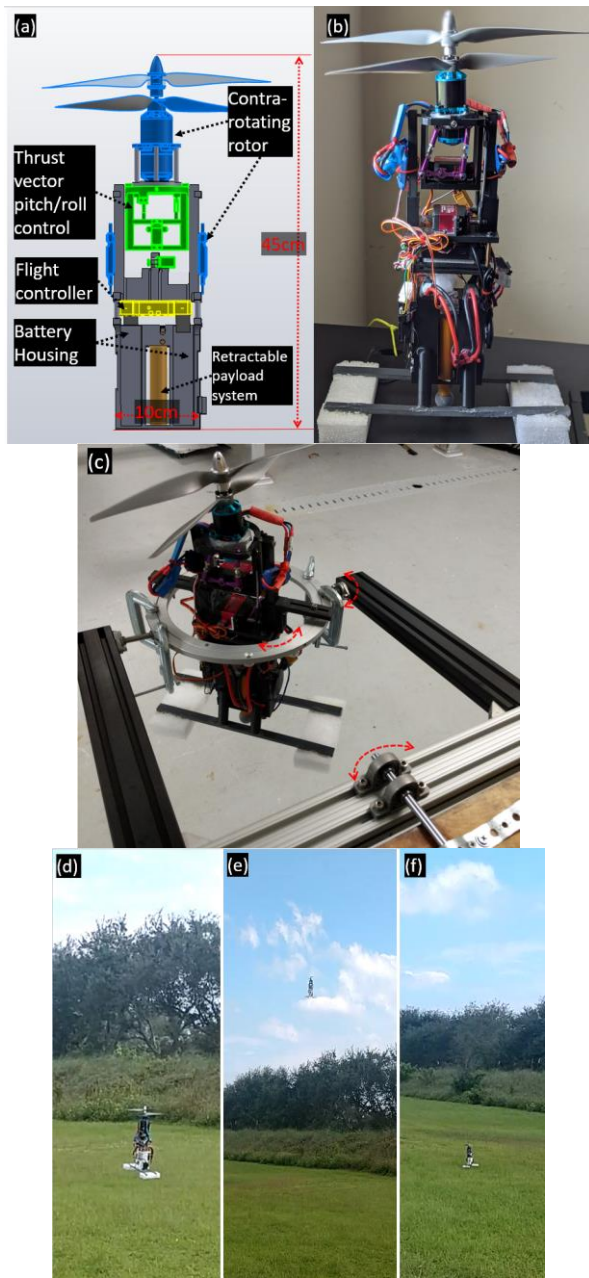 (a)
Contra-
rotating
rotor
Thrust
vector
pitch/roll
control
45cm
Flight
controller
Battery
Housing
Retractable
payload
system
10cm
(b)
(c)
(d)
(e)
(f)